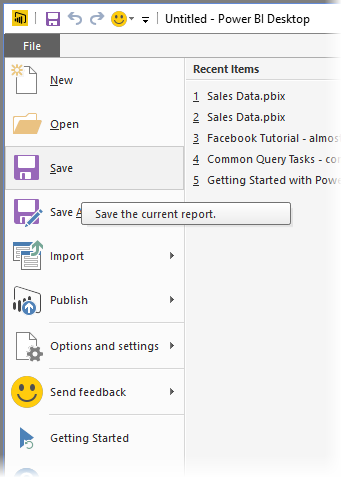 Untitled - Power BI Desktop
File
New
Open
Save
Save A
Save the current report.
Import
Publish
Options and settings
Send feedback
Getting Started
Recent Items
1 Sales Data.pbix
2 Sales Data.pbix
3 Facebook Tutorial - almos
4 Common Query Tasks - co
5 Getting Started with Pow